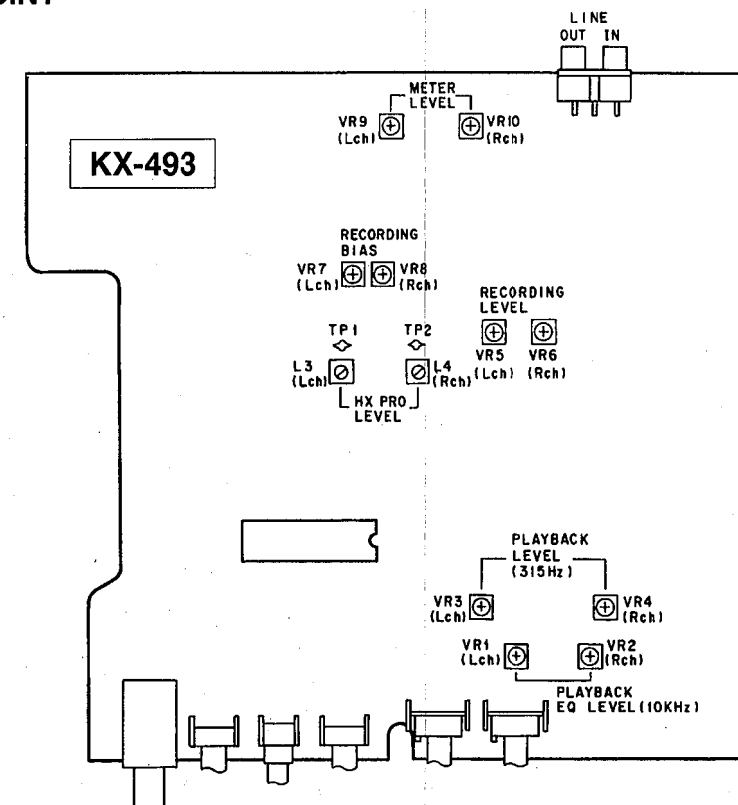 LINE
OUT IN
METER
LEVEL
VR9
(Lch)
VR10
(Rch)
KX-493
RECORDING
BIAS
VR7
(Lch)
VR8
(Rch)
RECORDING
LEVEL
VR5
(Lch)
VR6
(Rch)
TP1
TP2
L3
(Lch)
L4
(Rch)
HX PRO
LEVEL
PLAYBACK
LEVEL
(315Hz)
VR3
(Lch)
VR4
(Rch)
VR1
(Lch)
VR2
(Rch)
PLAYBACK
EQ LEVEL(10KHz)